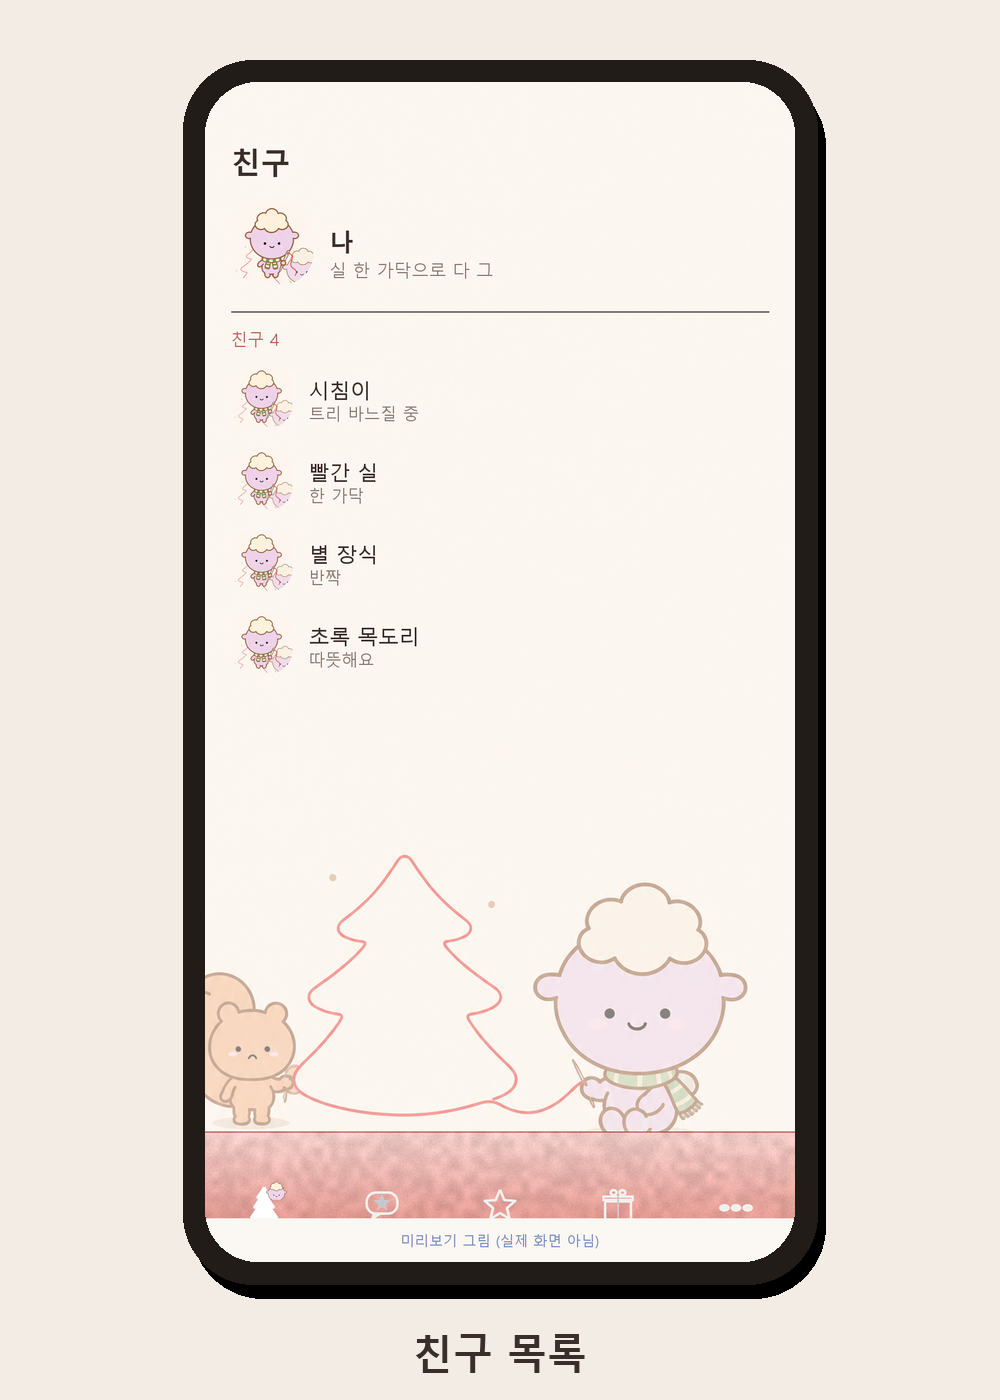 친구
나
실 한 가닥으로 다 그
친구 4
시침이
트리 바느질 중
빨간 실
한 가닥
별 장식
반짝
초록 목도리
따뜻해요
미리보기 그림 (실제 화면 아님)
친구 목록